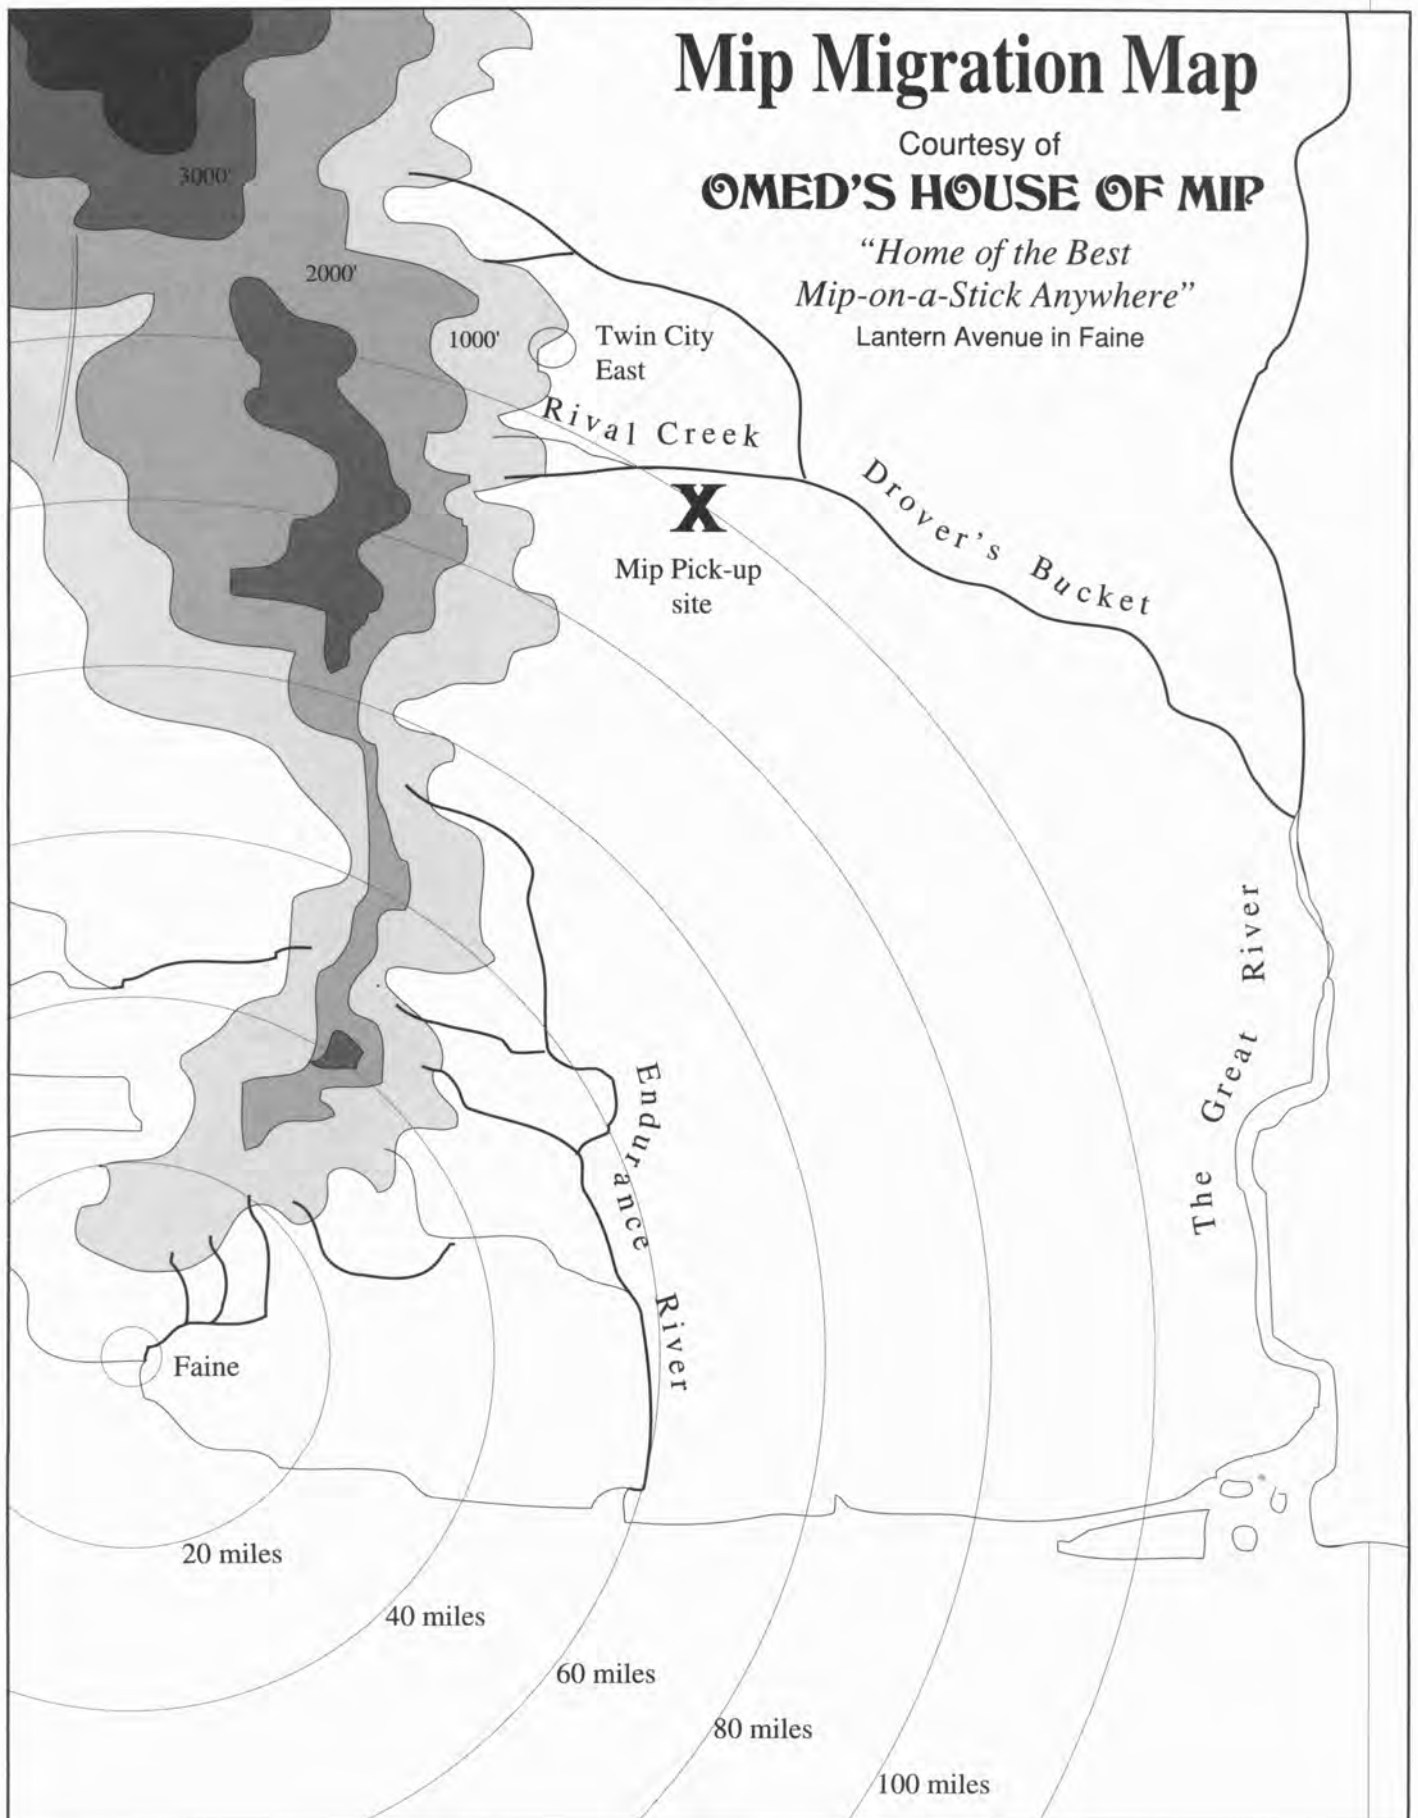 Mip Migration Map
Courtesy of
OMED'S HOUSE OF MIP
"Home of the Best
Mip-on-a-Stick Anywhere"
Lantern Avenue in Faine
3000'
2000'
1000'
Twin City
East
Rival Creek
Drover's Bucket
Mip Pick-up
site
The Great River
Endurance River
Faine
20 miles
40 miles
60 miles
80 miles
100 miles